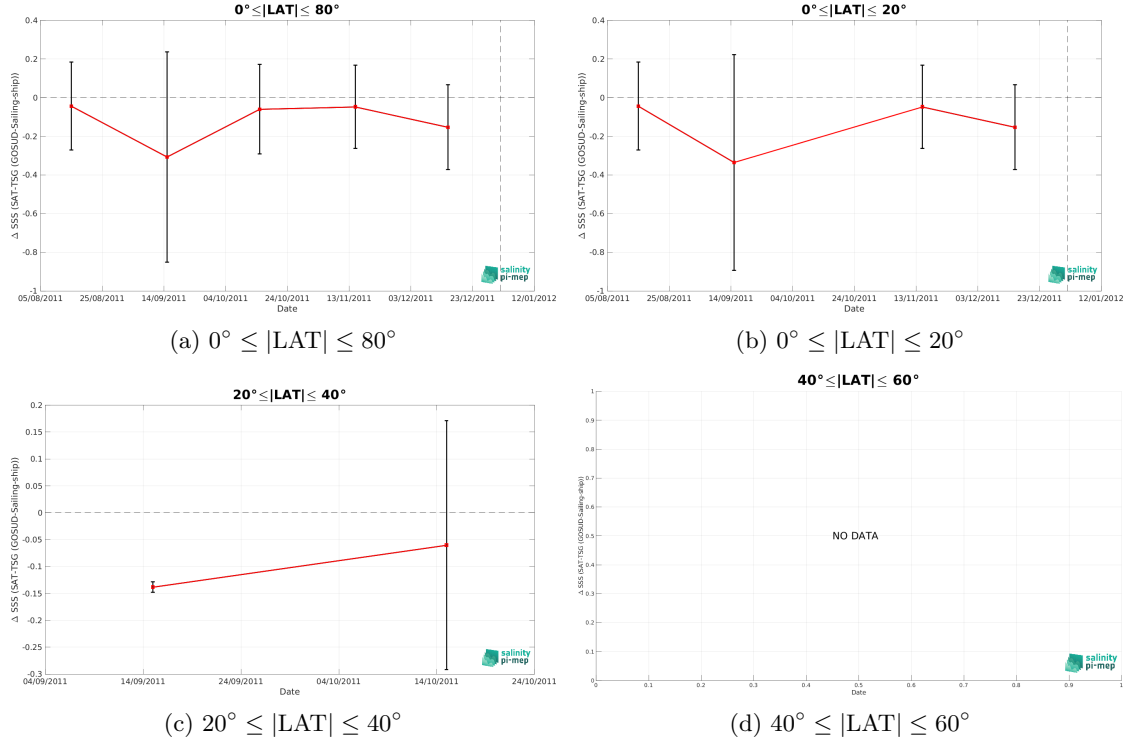 0°≤|LAT|≤ 80°
Δ SSS (SAT-TSG (GOSUD-Sailing-ship))
0.4
0.2
0
-0.2
-0.4
-0.6
-0.8
-1
05/08/2011 25/08/2011 14/09/2011 04/10/2011 24/10/2011 13/11/2011 03/12/2011 23/12/2011 12/01/2012
Date
salinity
pi-mep
(a) 0° ≤ |LAT| ≤ 80°
0°≤|LAT|≤ 20°
Δ SSS (SAT-TSG (GOSUD-Sailing-ship))
0.4
0.2
0
-0.2
-0.4
-0.6
-0.8
-1
05/08/2011 25/08/2011 14/09/2011 04/10/2011 24/10/2011 13/11/2011 03/12/2011 23/12/2011 12/01/2012
Date
salinity
pi-mep
(b) 0° ≤ |LAT| ≤ 20°
20°≤|LAT|≤ 40°
Δ SSS (SAT-TSG (GOSUD-Sailing-ship))
0.2
0.15
0.1
0.05
0
-0.05
-0.1
-0.15
-0.2
-0.25
-0.3
04/09/2011 14/09/2011 24/09/2011 04/10/2011 14/10/2011 24/10/2011
Date
salinity
pi-mep
(c) 20° ≤ |LAT| ≤ 40°
40°≤|LAT|≤ 60°
Δ SSS (SAT-TSG (GOSUD-Sailing-ship))
1
0.9
0.8
0.7
0.6
0.5
0.4
0.3
0.2
0.1
0
NO DATA
0 0.1 0.2 0.3 0.4 0.5 0.6 0.7 0.8 0.9 1
Date
salinity
pi-mep
(d) 40° ≤ |LAT| ≤ 60°